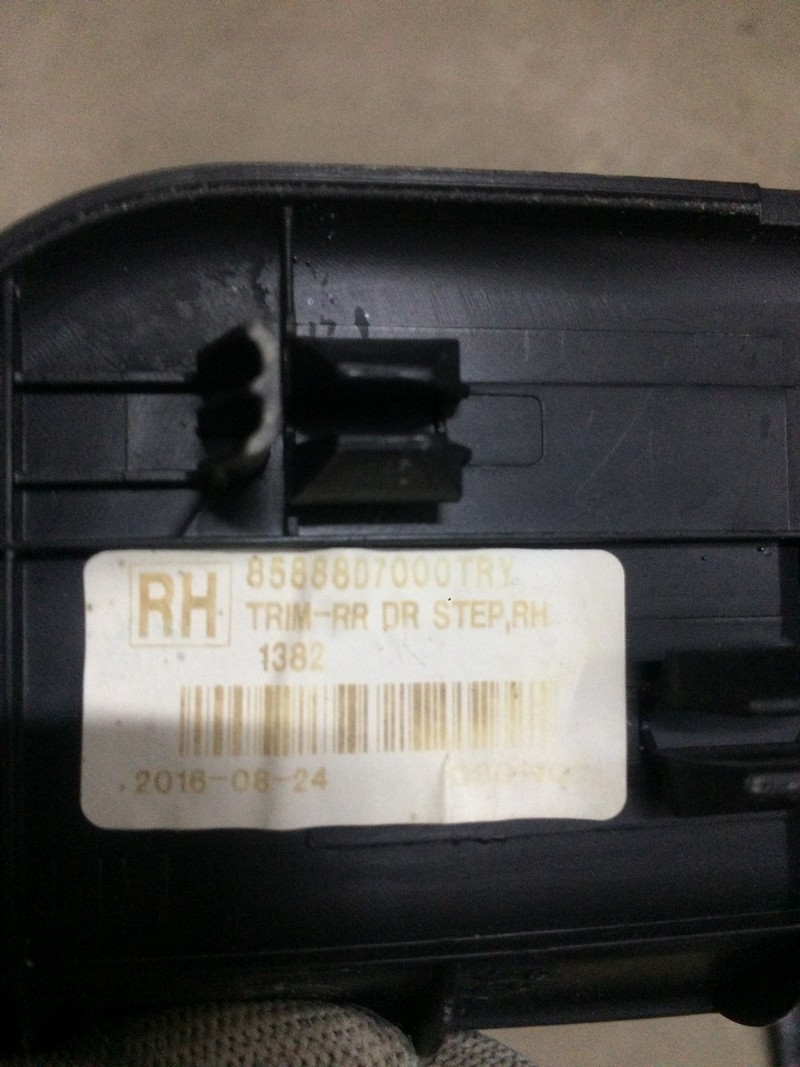 RH
85888D7000TRY
TRIM-RR DR STEP,RH
1382
2016-08-24